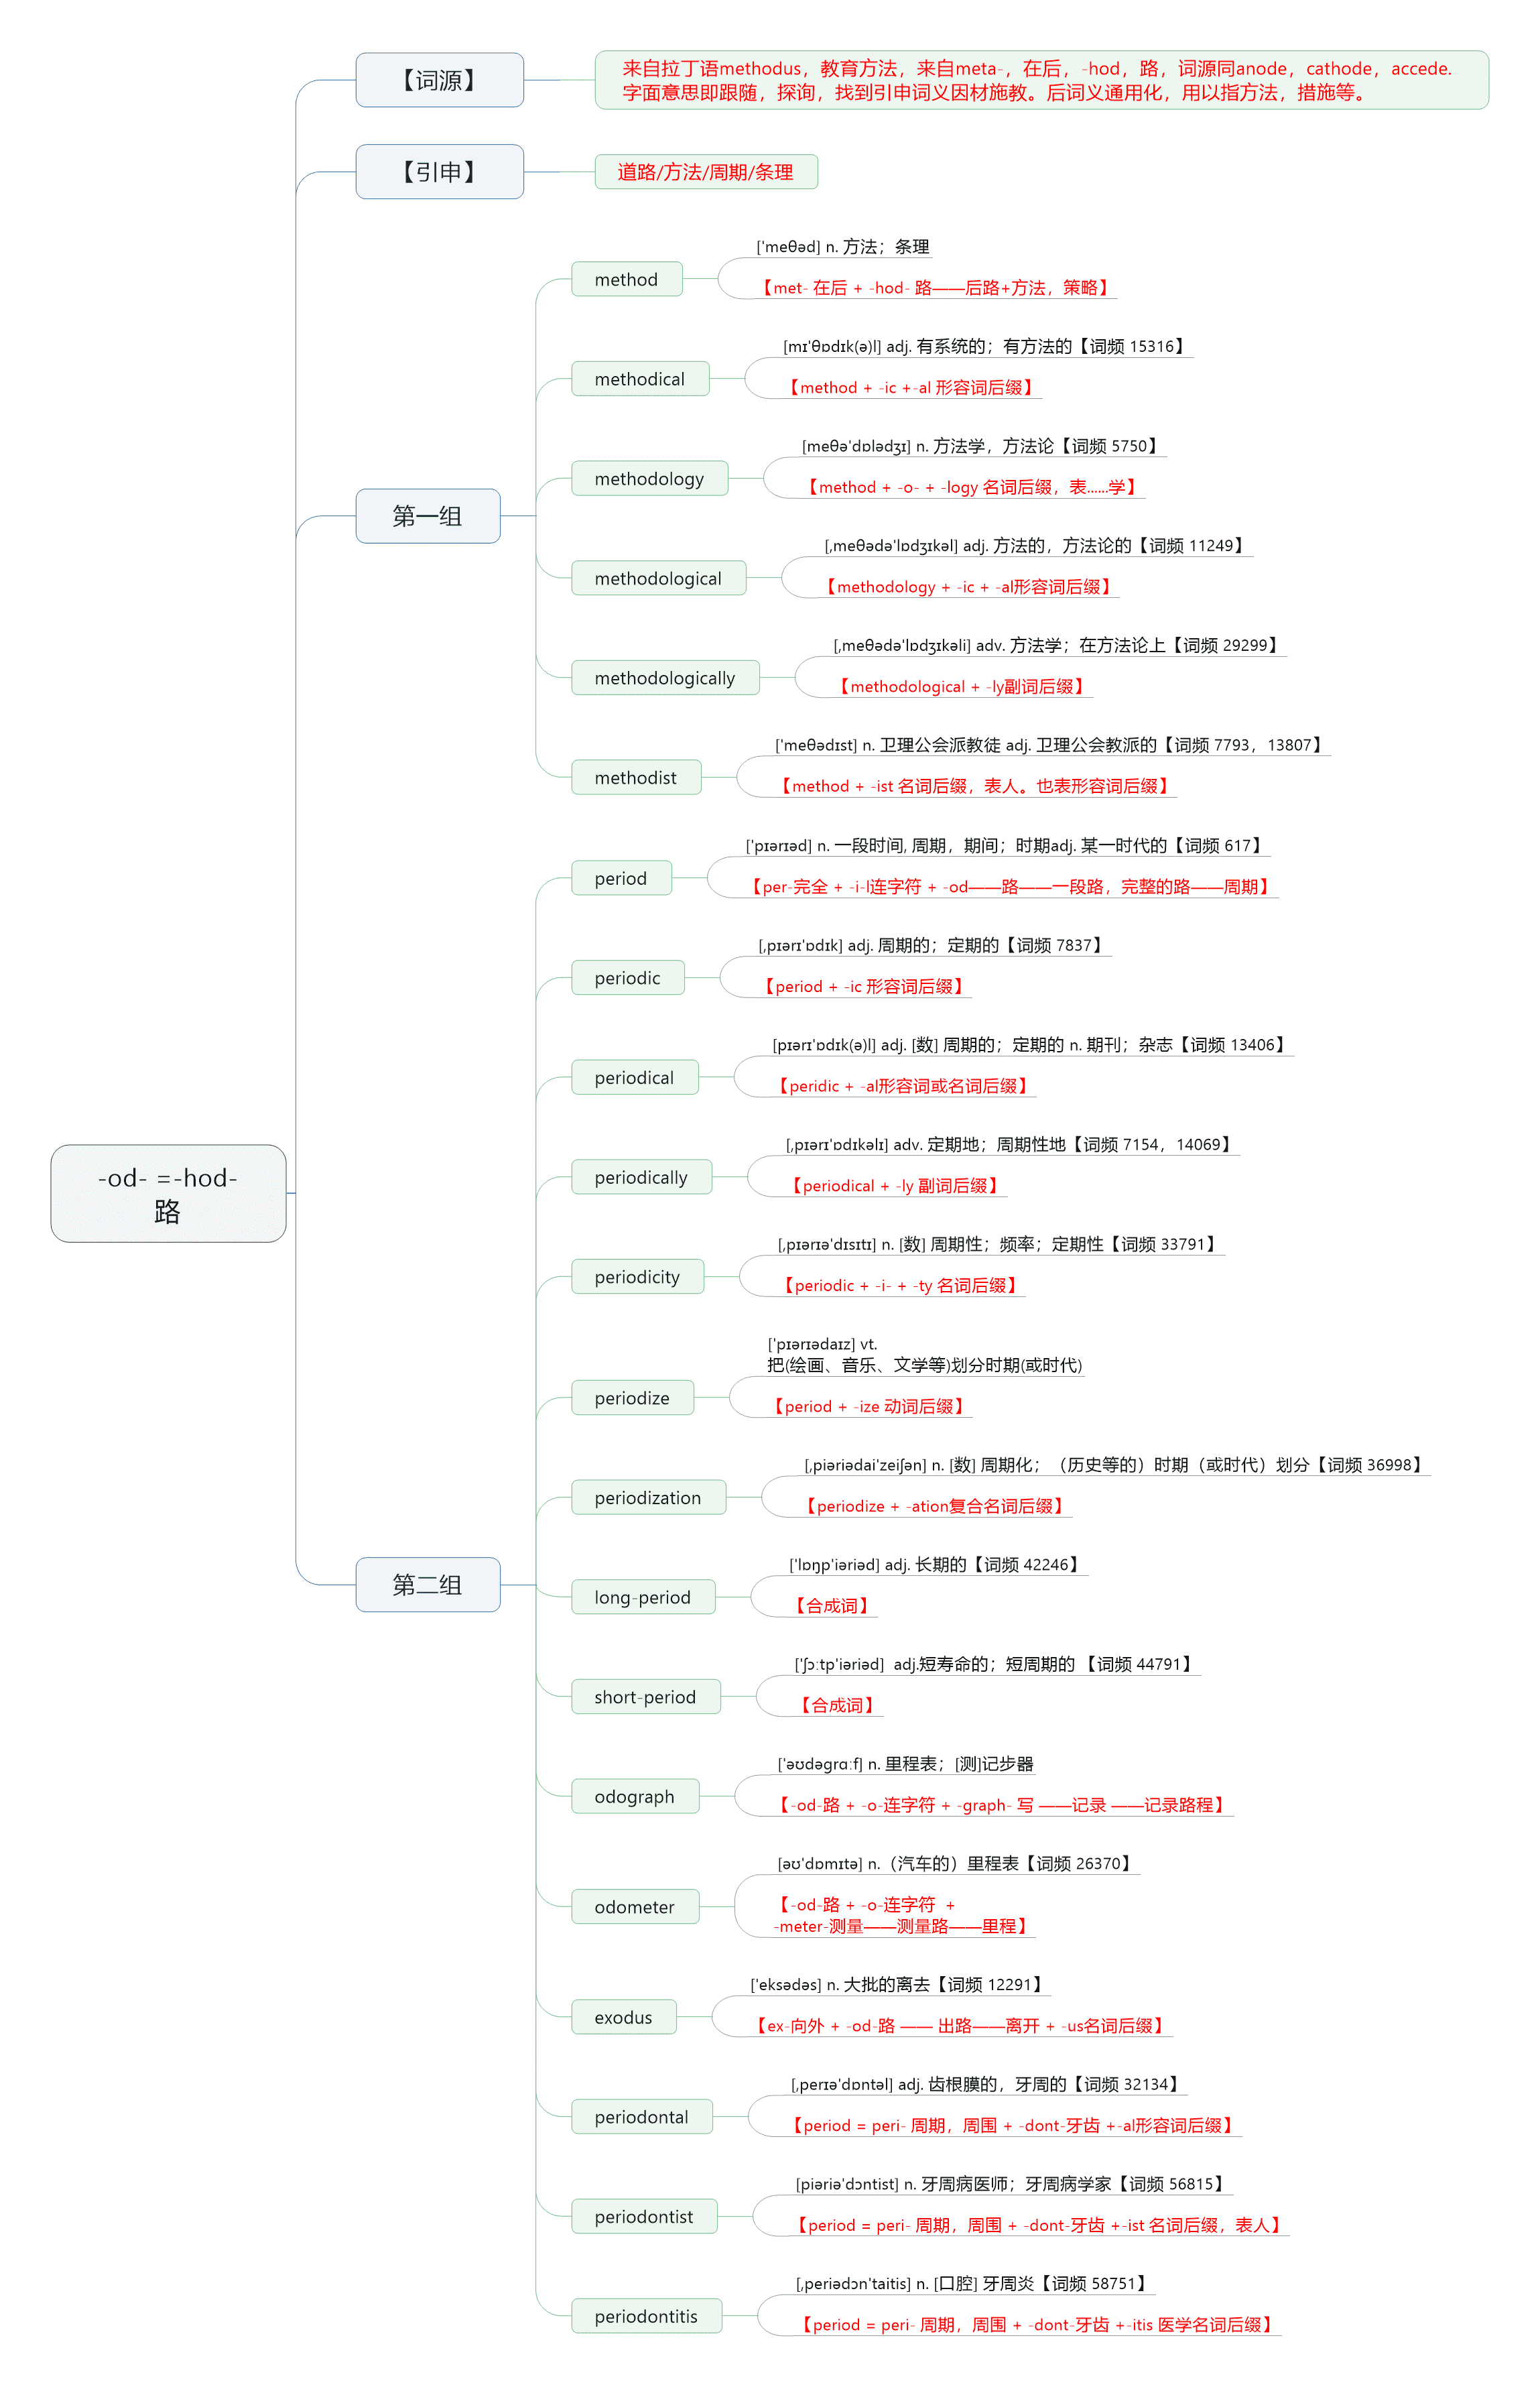 -od- =-hod-
路
【词源】
来自拉丁语methodus，教育方法，来自meta-，在后，-hod，路，词源同anode，cathode，accede.
字面意思即跟随，探询，找到引申词义因材施教。后词义通用化，用以指方法，措施等。
【引申】
道路/方法/周期/条理
第一组
method
['meθəd] n. 方法；条理
【met- 在后 + -hod- 路——后路+方法，策略】
methodical
[mɪ'θɒdɪk(ə)l] adj. 有系统的；有方法的【词频 15316】
【method + -ic +-al 形容词后缀】
methodology
[meθə'dɒlədʒɪ] n. 方法学，方法论【词频 5750】
【method + -o- + -logy 名词后缀，表......学】
methodological
[,meθədə'lɒdʒɪkəl] adj. 方法的，方法论的【词频 11249】
【methodology + -ic + -al形容词后缀】
methodologically
[,meθədə'lɒdʒɪkəli] adv. 方法学；在方法论上【词频 29299】
【methodological + -ly副词后缀】
methodist
['meθədɪst] n. 卫理公会派教徒 adj. 卫理公会教派的【词频 7793，13807】
【method + -ist 名词后缀，表人。也表形容词后缀】
第二组
period
['pɪərɪəd] n. 一段时间, 周期，期间；时期adj. 某一时代的【词频 617】
【per-完全 + -i-l连字符 + -od——路——一段路，完整的路——周期】
periodic
[,pɪərɪ'ɒdɪk] adj. 周期的；定期的【词频 7837】
【period + -ic 形容词后缀】
periodical
[pɪərɪ'ɒdɪk(ə)l] adj. [数] 周期的；定期的 n. 期刊；杂志【词频 13406】
【peridic + -al形容词或名词后缀】
periodically
[,pɪərɪ'ɒdɪkəlɪ] adv. 定期地；周期性地【词频 7154，14069】
【periodical + -ly 副词后缀】
periodicity
[,pɪərɪə'dɪsɪtɪ] n. [数] 周期性；频率；定期性【词频 33791】
【periodic + -i- + -ty 名词后缀】
periodize
['pɪərɪədaɪz] vt.
把(绘画、音乐、文学等)划分时期(或时代)
【period + -ize 动词后缀】
periodization
[,piəriədai'zeiʃən] n. [数] 周期化；（历史等的）时期（或时代）划分【词频 36998】
【periodize + -ation复合名词后缀】
long-period
['lɒŋp'iəriəd] adj. 长期的【词频 42246】
【合成词】
short-period
['ʃɔːtp'iəriəd]  adj.短寿命的；短周期的 【词频 44791】
【合成词】
odograph
['əʊdəgrɑːf] n. 里程表；[测]记步器
【-od-路 + -o-连字符 + -graph- 写 ——记录 ——记录路程】
odometer
[əʊ'dɒmɪtə] n.（汽车的）里程表【词频 26370】
【-od-路 + -o-连字符  +
-meter-测量——测量路——里程】
exodus
['eksədəs] n. 大批的离去【词频 12291】
【ex-向外 + -od-路 —— 出路——离开 + -us名词后缀】
periodontal
[,perɪə'dɒntəl] adj. 齿根膜的，牙周的【词频 32134】
【period = peri- 周期，周围 + -dont-牙齿 +-al形容词后缀】
periodontist
[piəriə'dɔntist] n. 牙周病医师；牙周病学家【词频 56815】
【period = peri- 周期，周围 + -dont-牙齿 +-ist 名词后缀，表人】
periodontitis
[,periədɔn'taitis] n. [口腔] 牙周炎【词频 58751】
【period = peri- 周期，周围 + -dont-牙齿 +-itis 医学名词后缀】